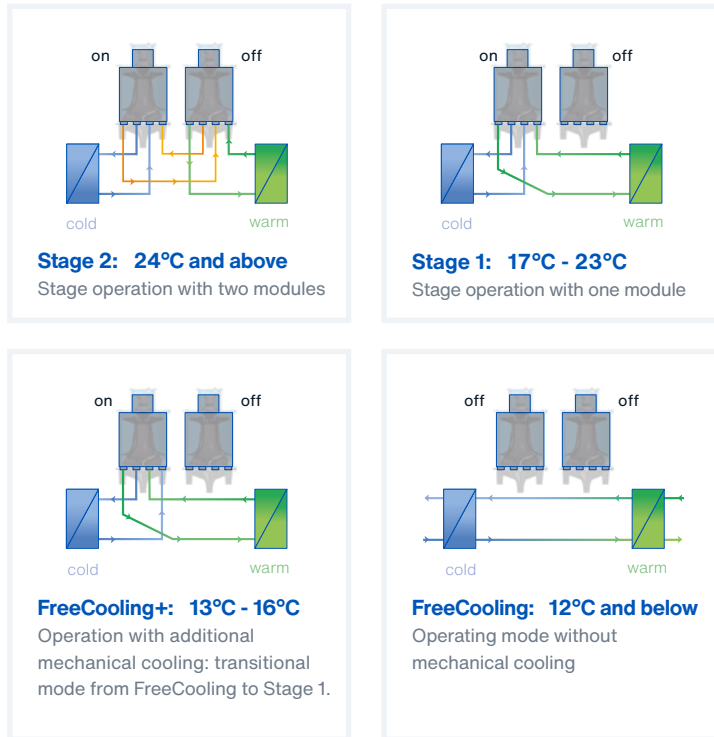 on
off
cold
warm
Stage 2: 24°C and above
Stage operation with two modules
on
off
cold
warm
Stage 1: 17°C - 23°C
Stage operation with one module
on
off
cold
warm
FreeCooling+: 13°C - 16°C
Operation with additional
mechanical cooling: transitional
mode from FreeCooling to Stage 1.
off
off
cold
warm
FreeCooling: 12°C and below
Operating mode without
mechanical cooling